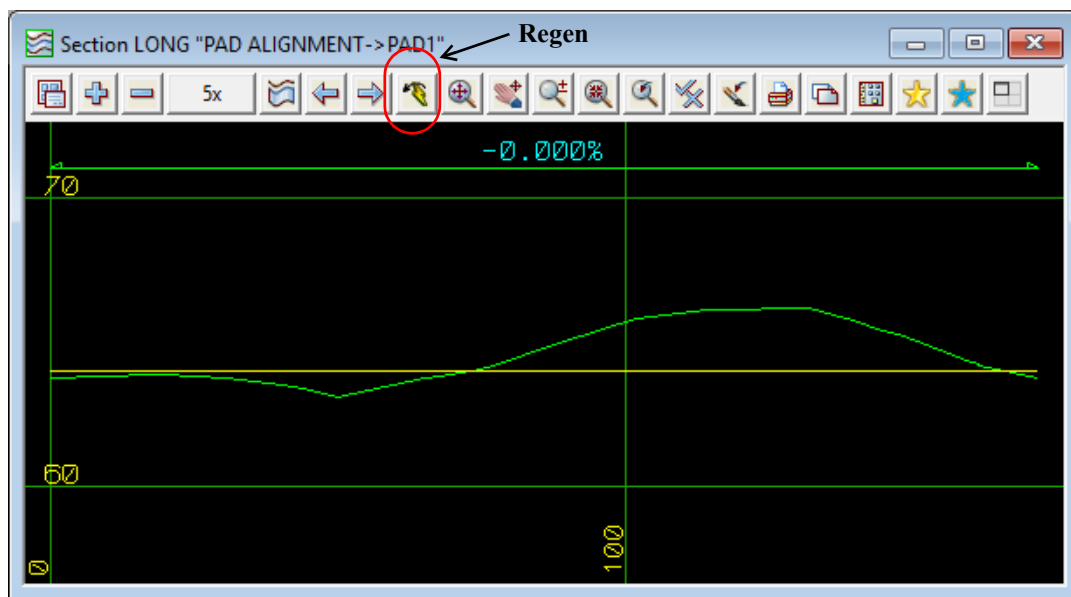 Section LONG "PAD ALIGNMENT->PAD1"
Regen
5x
-0.000%
70
60
100
0